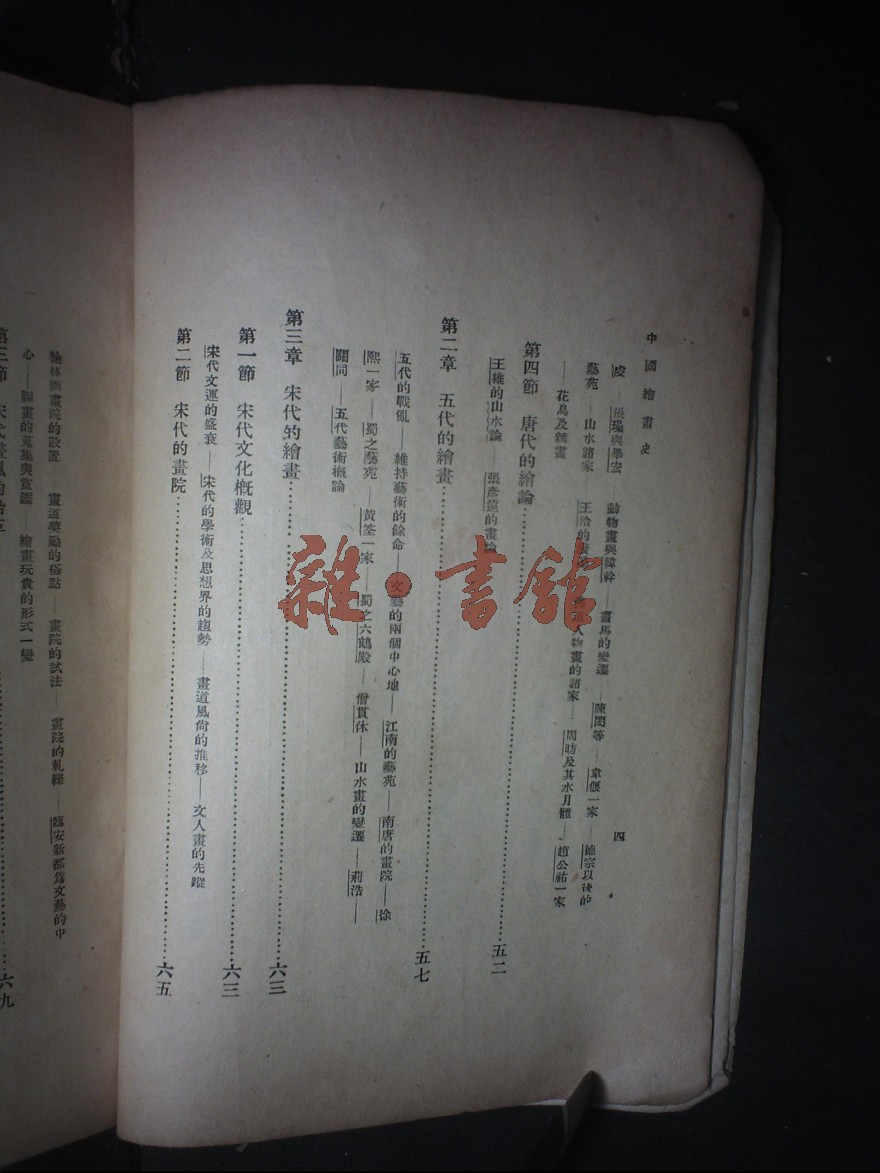 中國繪畫史
四
陵 — 張璪與畢宏　動物畫與韓幹 — 畫馬的變遷 — 陳閎等 — 韋偃一家 — 德宗以後的
藝苑 — 山水諸家　王洽的 人物畫的諸家 — 周昉及其水月體 — 趙公祐一家
— 花鳥及雜畫
第四節 唐代的繪論……五二
王維的山水論 — 張彥遠的畫論
第二章 五代的繪畫……五七
五代的戰亂 — 維持藝術的餘命 — 文藝的兩個中心地 — 江南的藝苑 — 南唐的畫院 — 徐
熙一家 — 蜀之藝苑 — 黃筌一家 — 蜀之六鶴殿 — 僧貫休 — 山水畫的變遷 — 荊浩 —
關同 — 五代藝術概論
第三章 宋代的繪畫……六三
第一節 宋代文化概觀……六三
宋代文運的盛衰 — 宋代的學術及思想界的趨勢 — 畫道風尙的推移 — 文人畫的先蹤
第二節 宋代的畫院……六五
翰林圖畫院的設置　畫道獎勵的極點 — 畫院的試法 — 畫院的軋轢 — 臨安新都爲文藝的中
心 — 圖畫的蒐集與賞鑑 — 繪畫玩賞的形式一變
第三節 宋代畫風的 六九
雜·書館